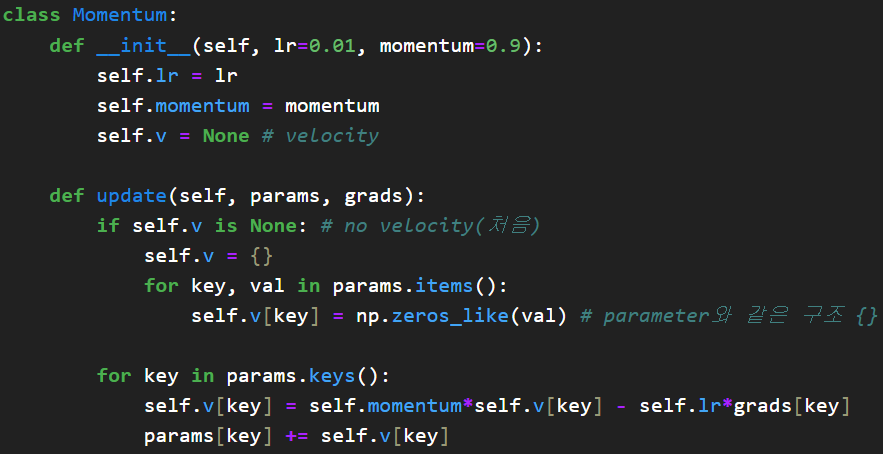 class Momentum:
    def __init__(self, lr=0.01, momentum=0.9):
        self.lr = lr
        self.momentum = momentum
        self.v = None # velocity

    def update(self, params, grads):
        if self.v is None: # no velocity(처음)
            self.v = {}
            for key, val in params.items():
                self.v[key] = np.zeros_like(val) # parameter와 같은 구조 {}

        for key in params.keys():
            self.v[key] = self.momentum*self.v[key] - self.lr*grads[key]
            params[key] += self.v[key]